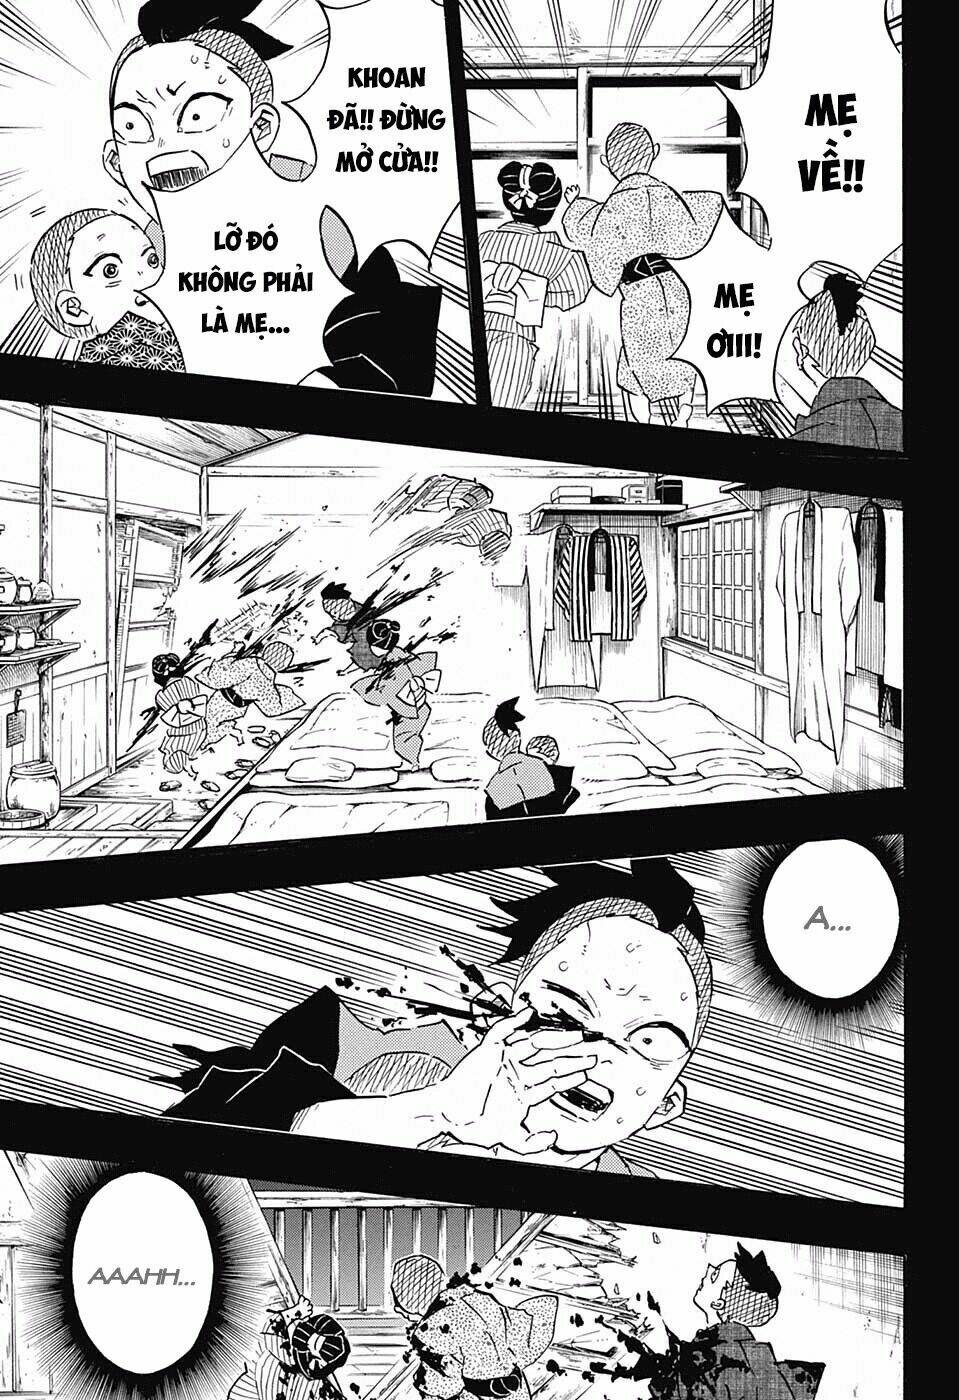 MẸ
VỀ!!
MẸ
ƠIII!
KHOAN
ĐÃ!! ĐỪNG
MỞ CỬA!!
LỠ ĐÓ
KHÔNG PHẢI
LÀ MẸ...
A...
AAAHH...